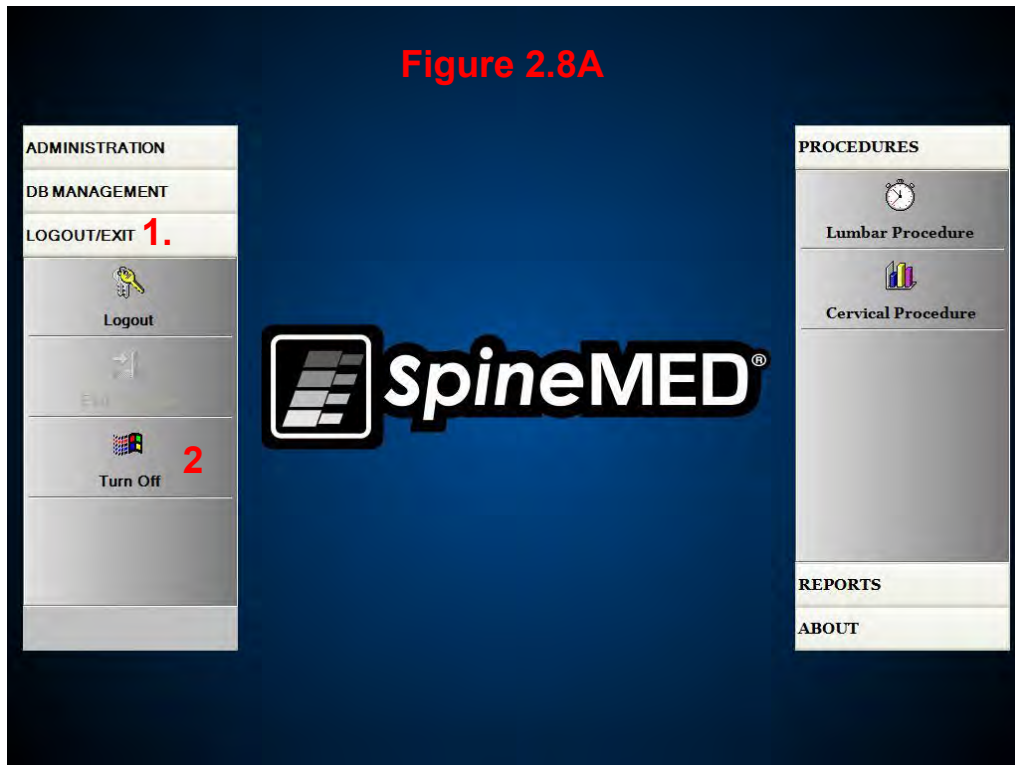 Figure 2.8A
ADMINISTRATION
DB MANAGEMENT
LOGOUT/EXIT 1.
Logout
Exit
Turn Off 2
SpineMED®
PROCEDURES
Lumbar Procedure
Cervical Procedure
REPORTS
ABOUT